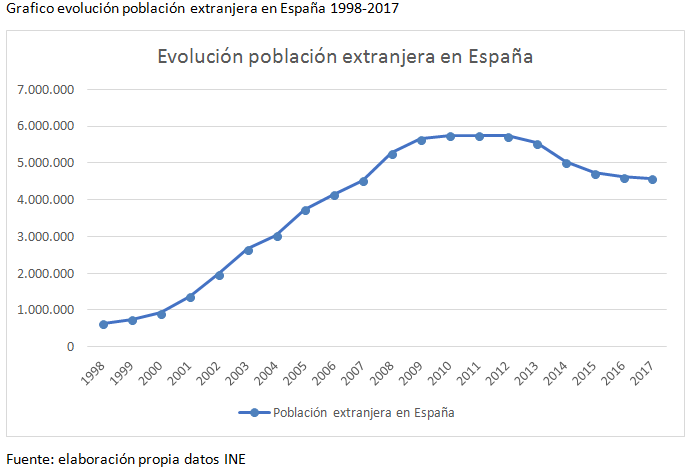 Grafico evolución población extranjera en España 1998-2017
Evolución población extranjera en España
7.000.000
6.000.000
5.000.000
4.000.000
3.000.000
2.000.000
1.000.000
0
1998 1999 2000 2001 2002 2003 2004 2005 2006 2007 2008 2009 2010 2011 2012 2013 2014 2015 2016 2017
Población extranjera en España
Fuente: elaboración propia datos INE